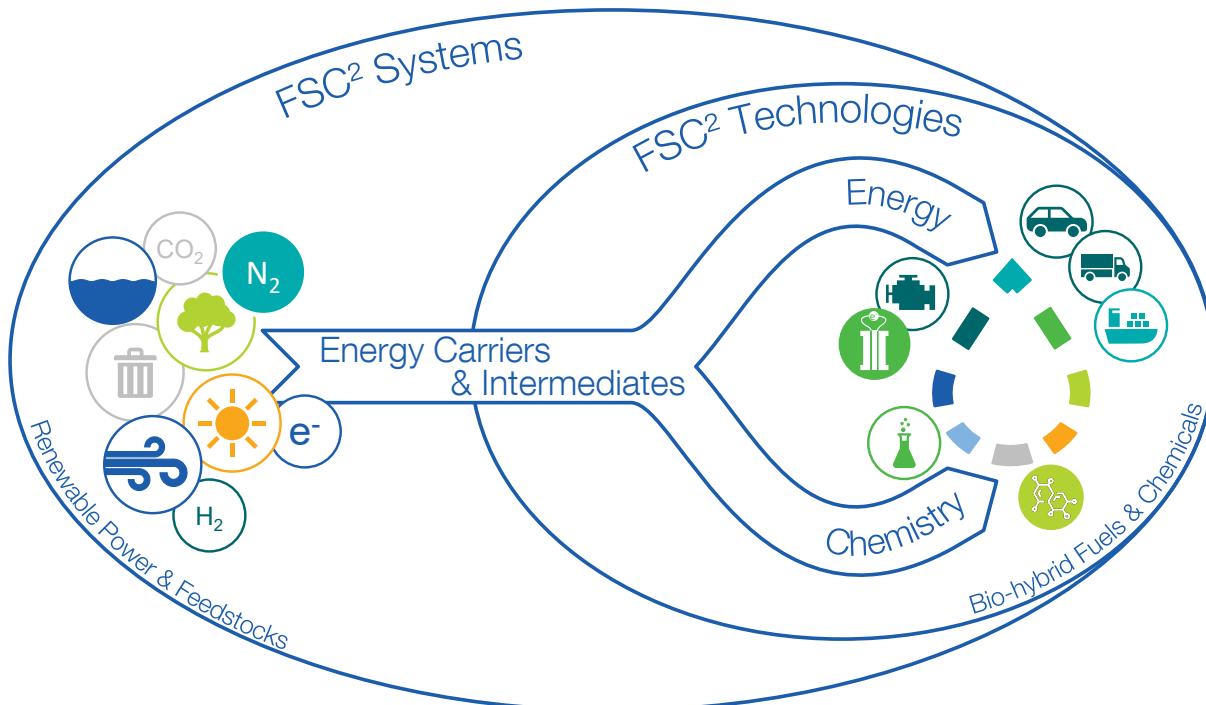 FSC² Systems
FSC² Technologies
Energy
CO₂
N₂
Energy Carriers
& Intermediates
e⁻
H₂
Chemistry
Renewable Power & Feedstocks
Bio-hybrid Fuels & Chemicals